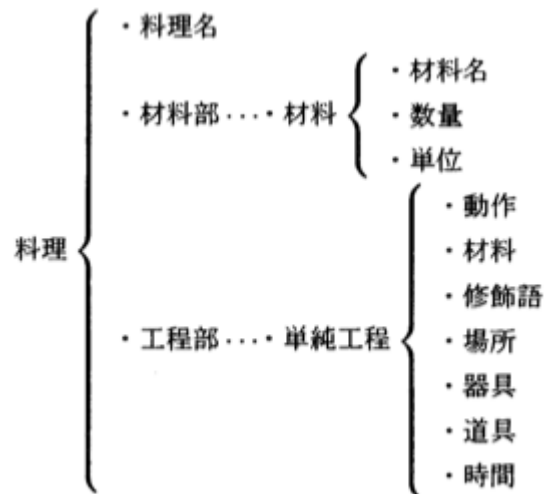 ・料理名
・材料部…・材料
・材料名
・数量
・単位
料理
・工程部…・単純工程
・動作
・材料
・修飾語
・場所
・器具
・道具
・時間